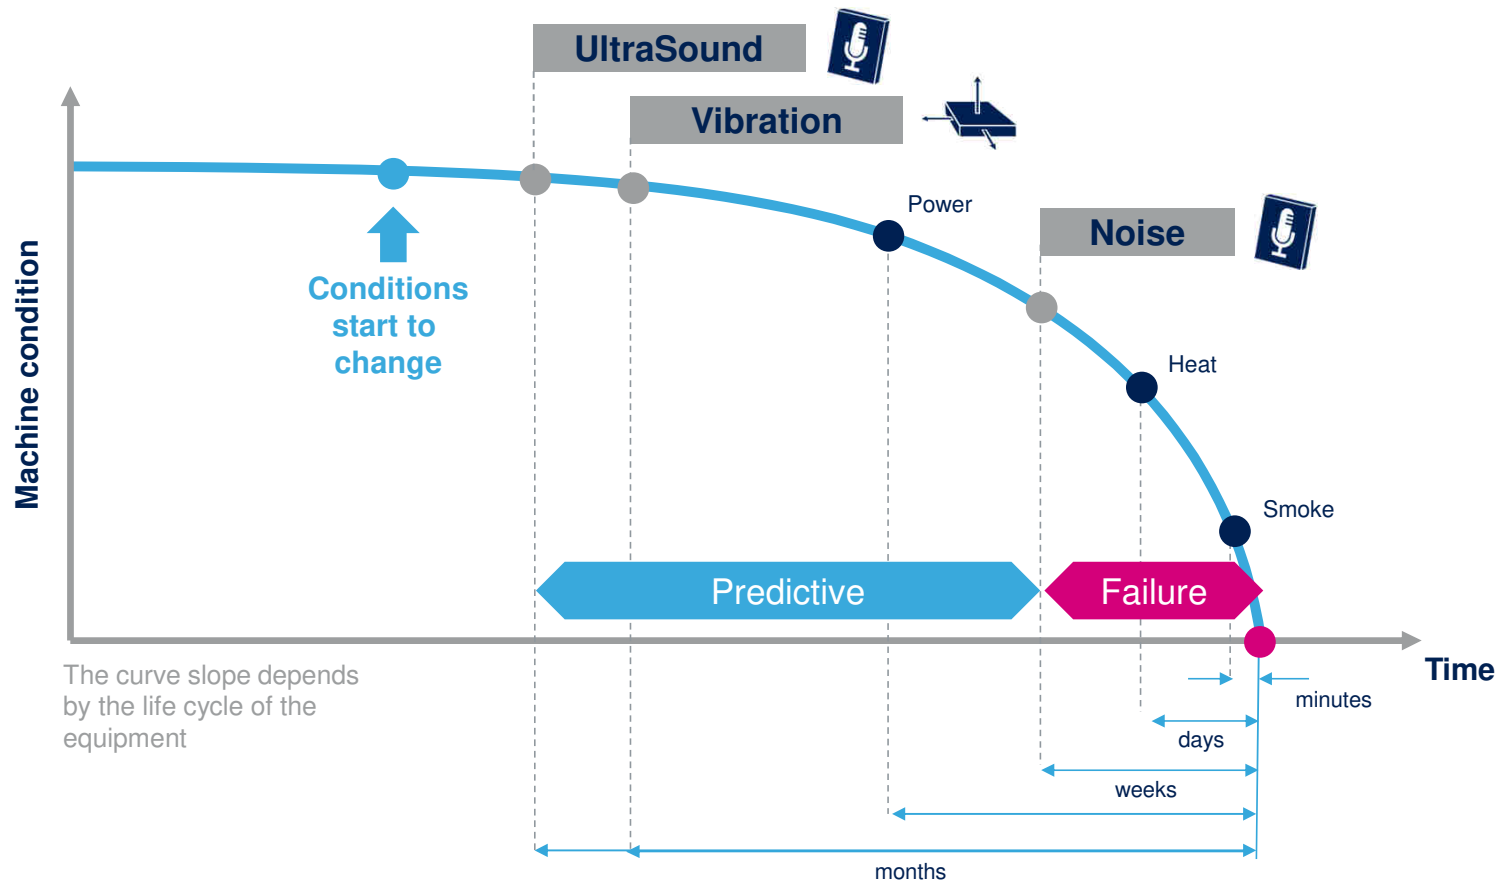 UltraSound
Vibration
Power
Noise
Conditions
start to
change
Machine condition
Heat
Smoke
Predictive
Failure
Time
The curve slope depends
by the life cycle of the
equipment
minutes
days
weeks
months